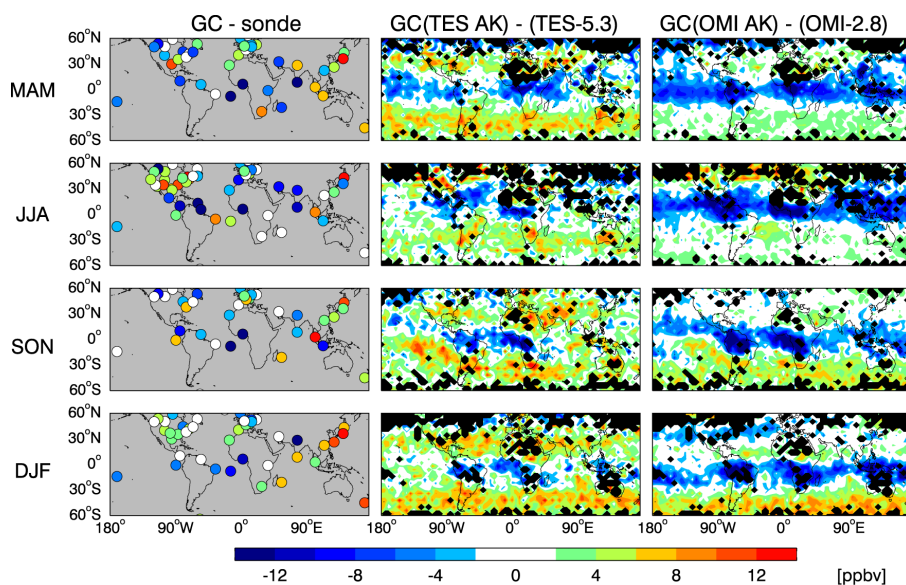 GC - sonde GC(TES AK) - (TES-5.3) GC(OMI AK) - (OMI-2.8)
60°N
30°N
MAM 0°
30°S
60°S
60°N
30°N
JJA 0°
30°S
60°S
60°N
30°N
SON 0°
30°S
60°S
60°N
30°N
DJF 0°
30°S
60°S
180° 90°W 0° 90°E 180° 90°W 0° 90°E 180° 90°W 0° 90°E
-12 -8 -4 0 4 8 12 [ppbv]